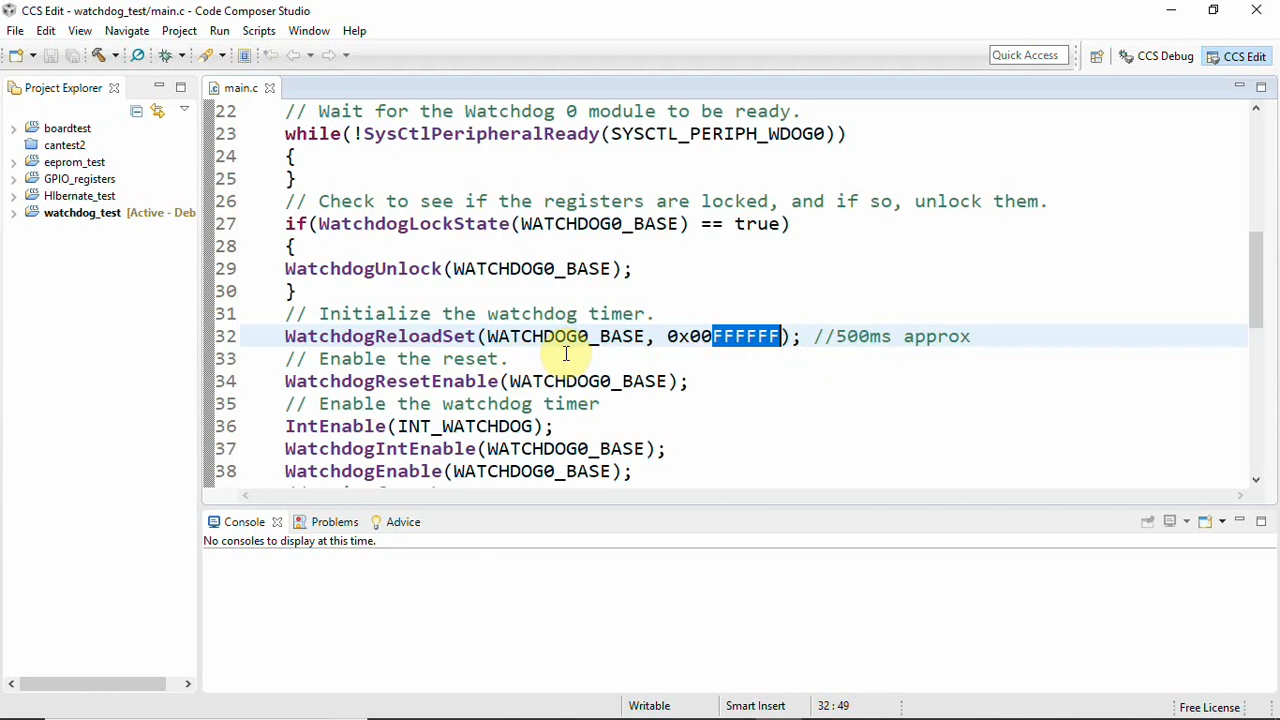 CCS Edit - watchdog_test/main.c - Code Composer Studio
File Edit View Navigate Project Run Scripts Window Help
Quick Access CCS Debug CCS Edit
Project Explorer
main.c
boardtest
cantest2
eeprom_test
GPIO_registers
HIbernate_test
watchdog_test [Active - Deb
22 // Wait for the Watchdog 0 module to be ready.
23 while(!SysCtlPeripheralReady(SYSCTL_PERIPH_WDOG0))
24 {
25 }
26 // Check to see if the registers are locked, and if so, unlock them.
27 if(WatchdogLockState(WATCHDOG0_BASE) == true)
28 {
29 WatchdogUnlock(WATCHDOG0_BASE);
30 }
31 // Initialize the watchdog timer.
32 WatchdogReloadSet(WATCHDOG0_BASE, 0x00FFFFFF); //500ms approx
33 // Enable the reset.
34 WatchdogResetEnable(WATCHDOG0_BASE);
35 // Enable the watchdog timer
36 IntEnable(INT_WATCHDOG);
37 WatchdogIntEnable(WATCHDOG0_BASE);
38 WatchdogEnable(WATCHDOG0_BASE);
Console Problems Advice
No consoles to display at this time.
Writable Smart Insert 32 : 49 Free License